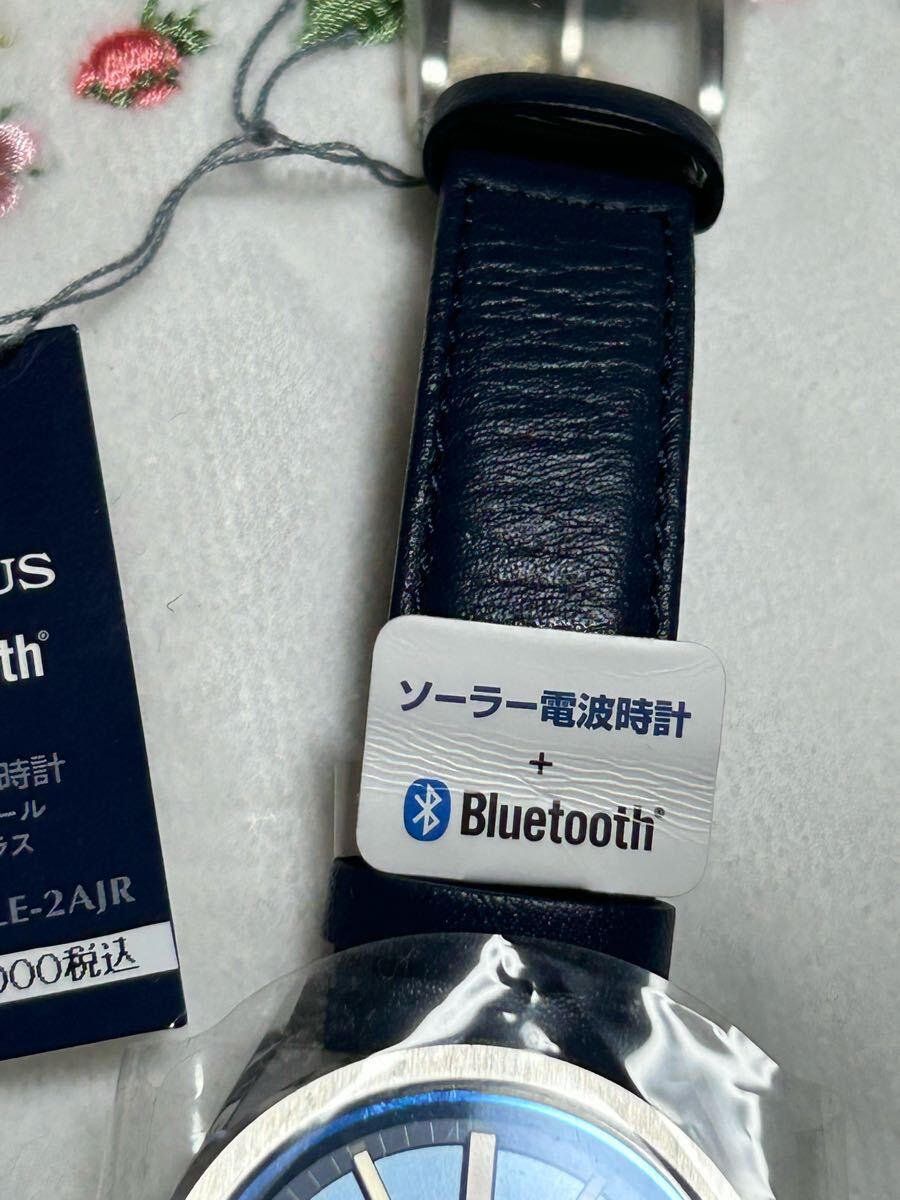 US
th®
時計
ール
ラス
LE-2AJR
000税込
ソーラー電波時計
+
Bluetooth®